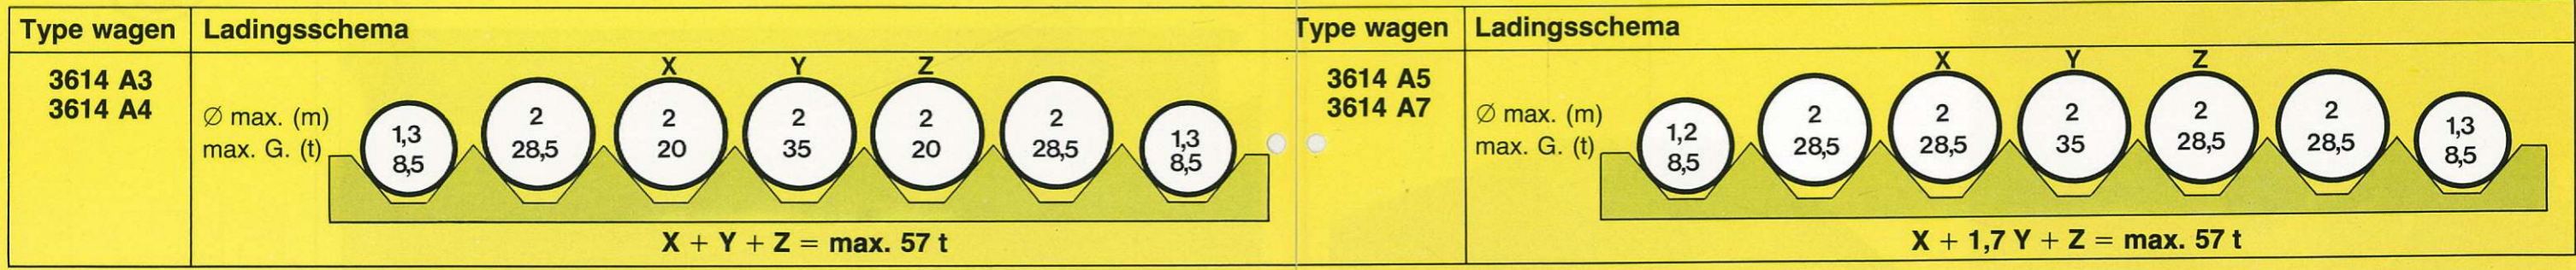 Type wagen Ladingsschema
3614 A3
3614 A4
X Y Z
Ø max. (m) 1,3 2 2 2 2 2 1,3
max. G. (t) 8,5 28,5 20 35 20 28,5 8,5
X + Y + Z = max. 57 t
Type wagen Ladingsschema
3614 A5
3614 A7
X Y Z
Ø max. (m) 1,2 2 2 2 2 2 1,3
max. G. (t) 8,5 28,5 28,5 35 28,5 28,5 8,5
X + 1,7 Y + Z = max. 57 t